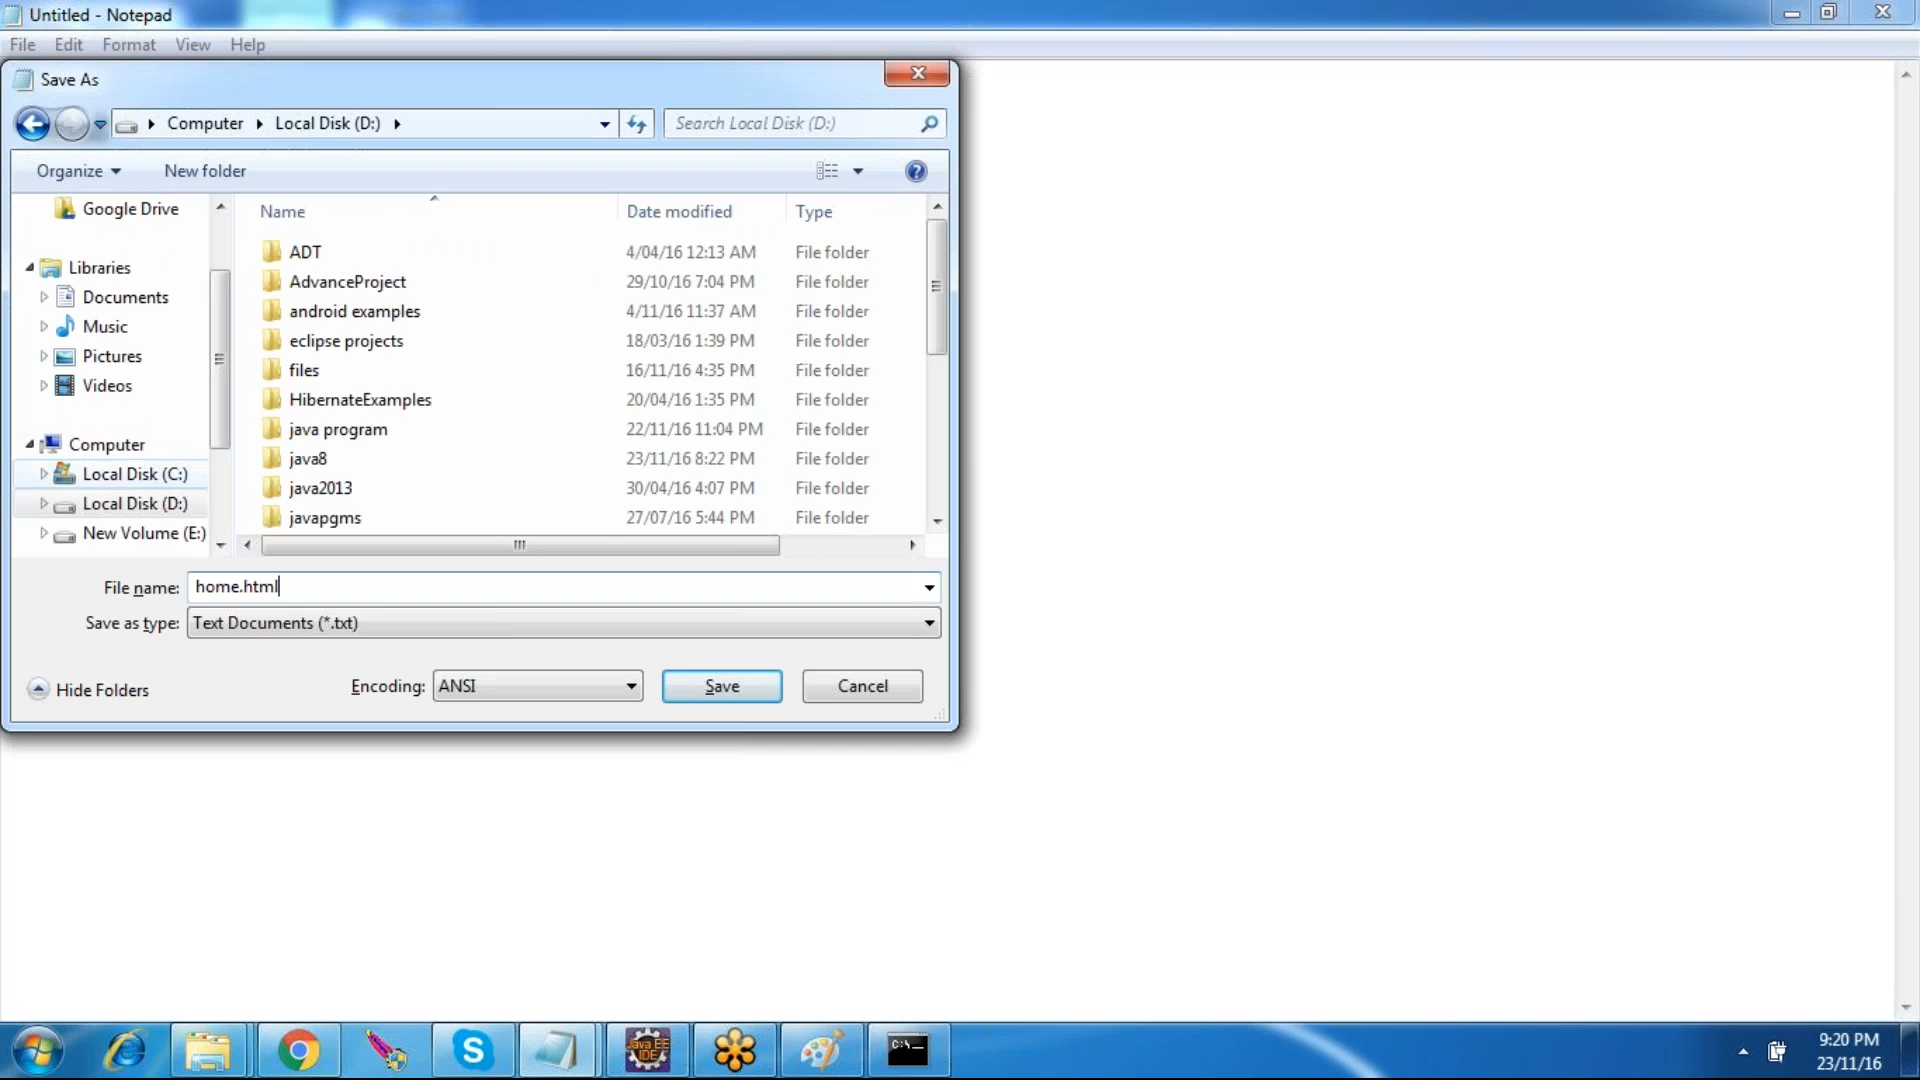 Untitled - Notepad
File Edit Format View Help
Save As
Computer Local Disk (D:) Search Local Disk (D:)
Organize New folder
Google Drive
Libraries
Documents
Music
Pictures
Videos
Computer
Local Disk (C:)
Local Disk (D:)
New Volume (E:)
Name Date modified Type
ADT 4/04/16 12:13 AM File folder
AdvanceProject 29/10/16 7:04 PM File folder
android examples 4/11/16 11:37 AM File folder
eclipse projects 18/03/16 1:39 PM File folder
files 16/11/16 4:35 PM File folder
HibernateExamples 20/04/16 1:35 PM File folder
java program 22/11/16 11:04 PM File folder
java8 23/11/16 8:22 PM File folder
java2013 30/04/16 4:07 PM File folder
javapgms 27/07/16 5:44 PM File folder
File name: home.html
Save as type: Text Documents (*.txt)
Hide Folders Encoding: ANSI Save Cancel
Java EE
IDE
C:\
9:20 PM
23/11/16